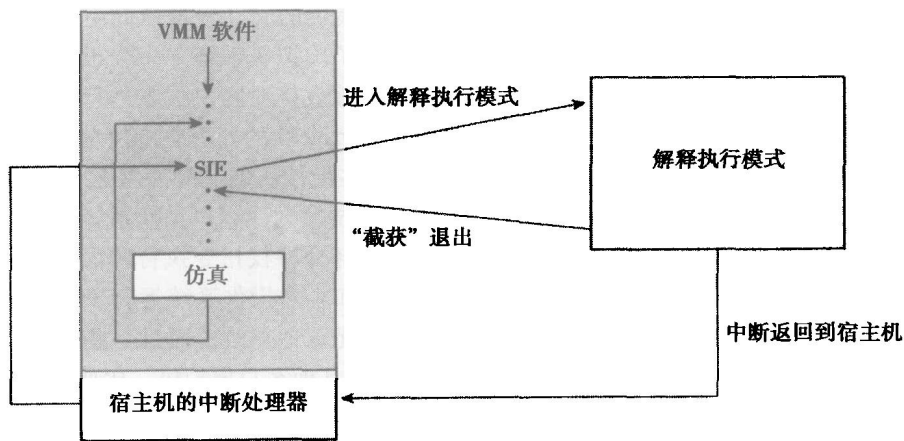 VMM 软件
进入解释执行模式
解释执行模式
SIE
“截获”退出
仿真
中断返回到宿主机
宿主机的中断处理器